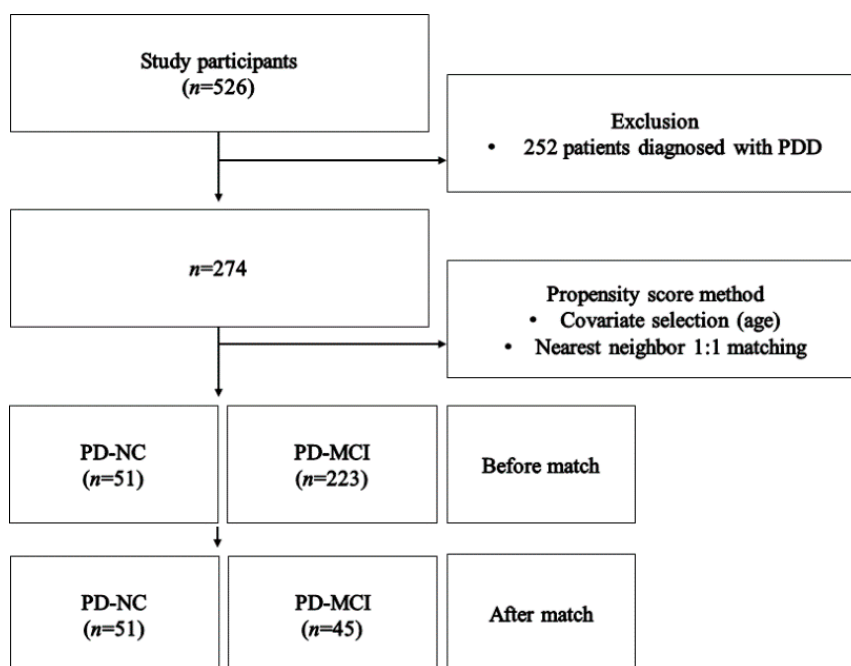 Study participants
(n=526)
Exclusion
• 252 patients diagnosed with PDD
n=274
Propensity score method
• Covariate selection (age)
• Nearest neighbor 1:1 matching
PD-NC
(n=51)
PD-MCI
(n=223)
Before match
PD-NC
(n=51)
PD-MCI
(n=45)
After match